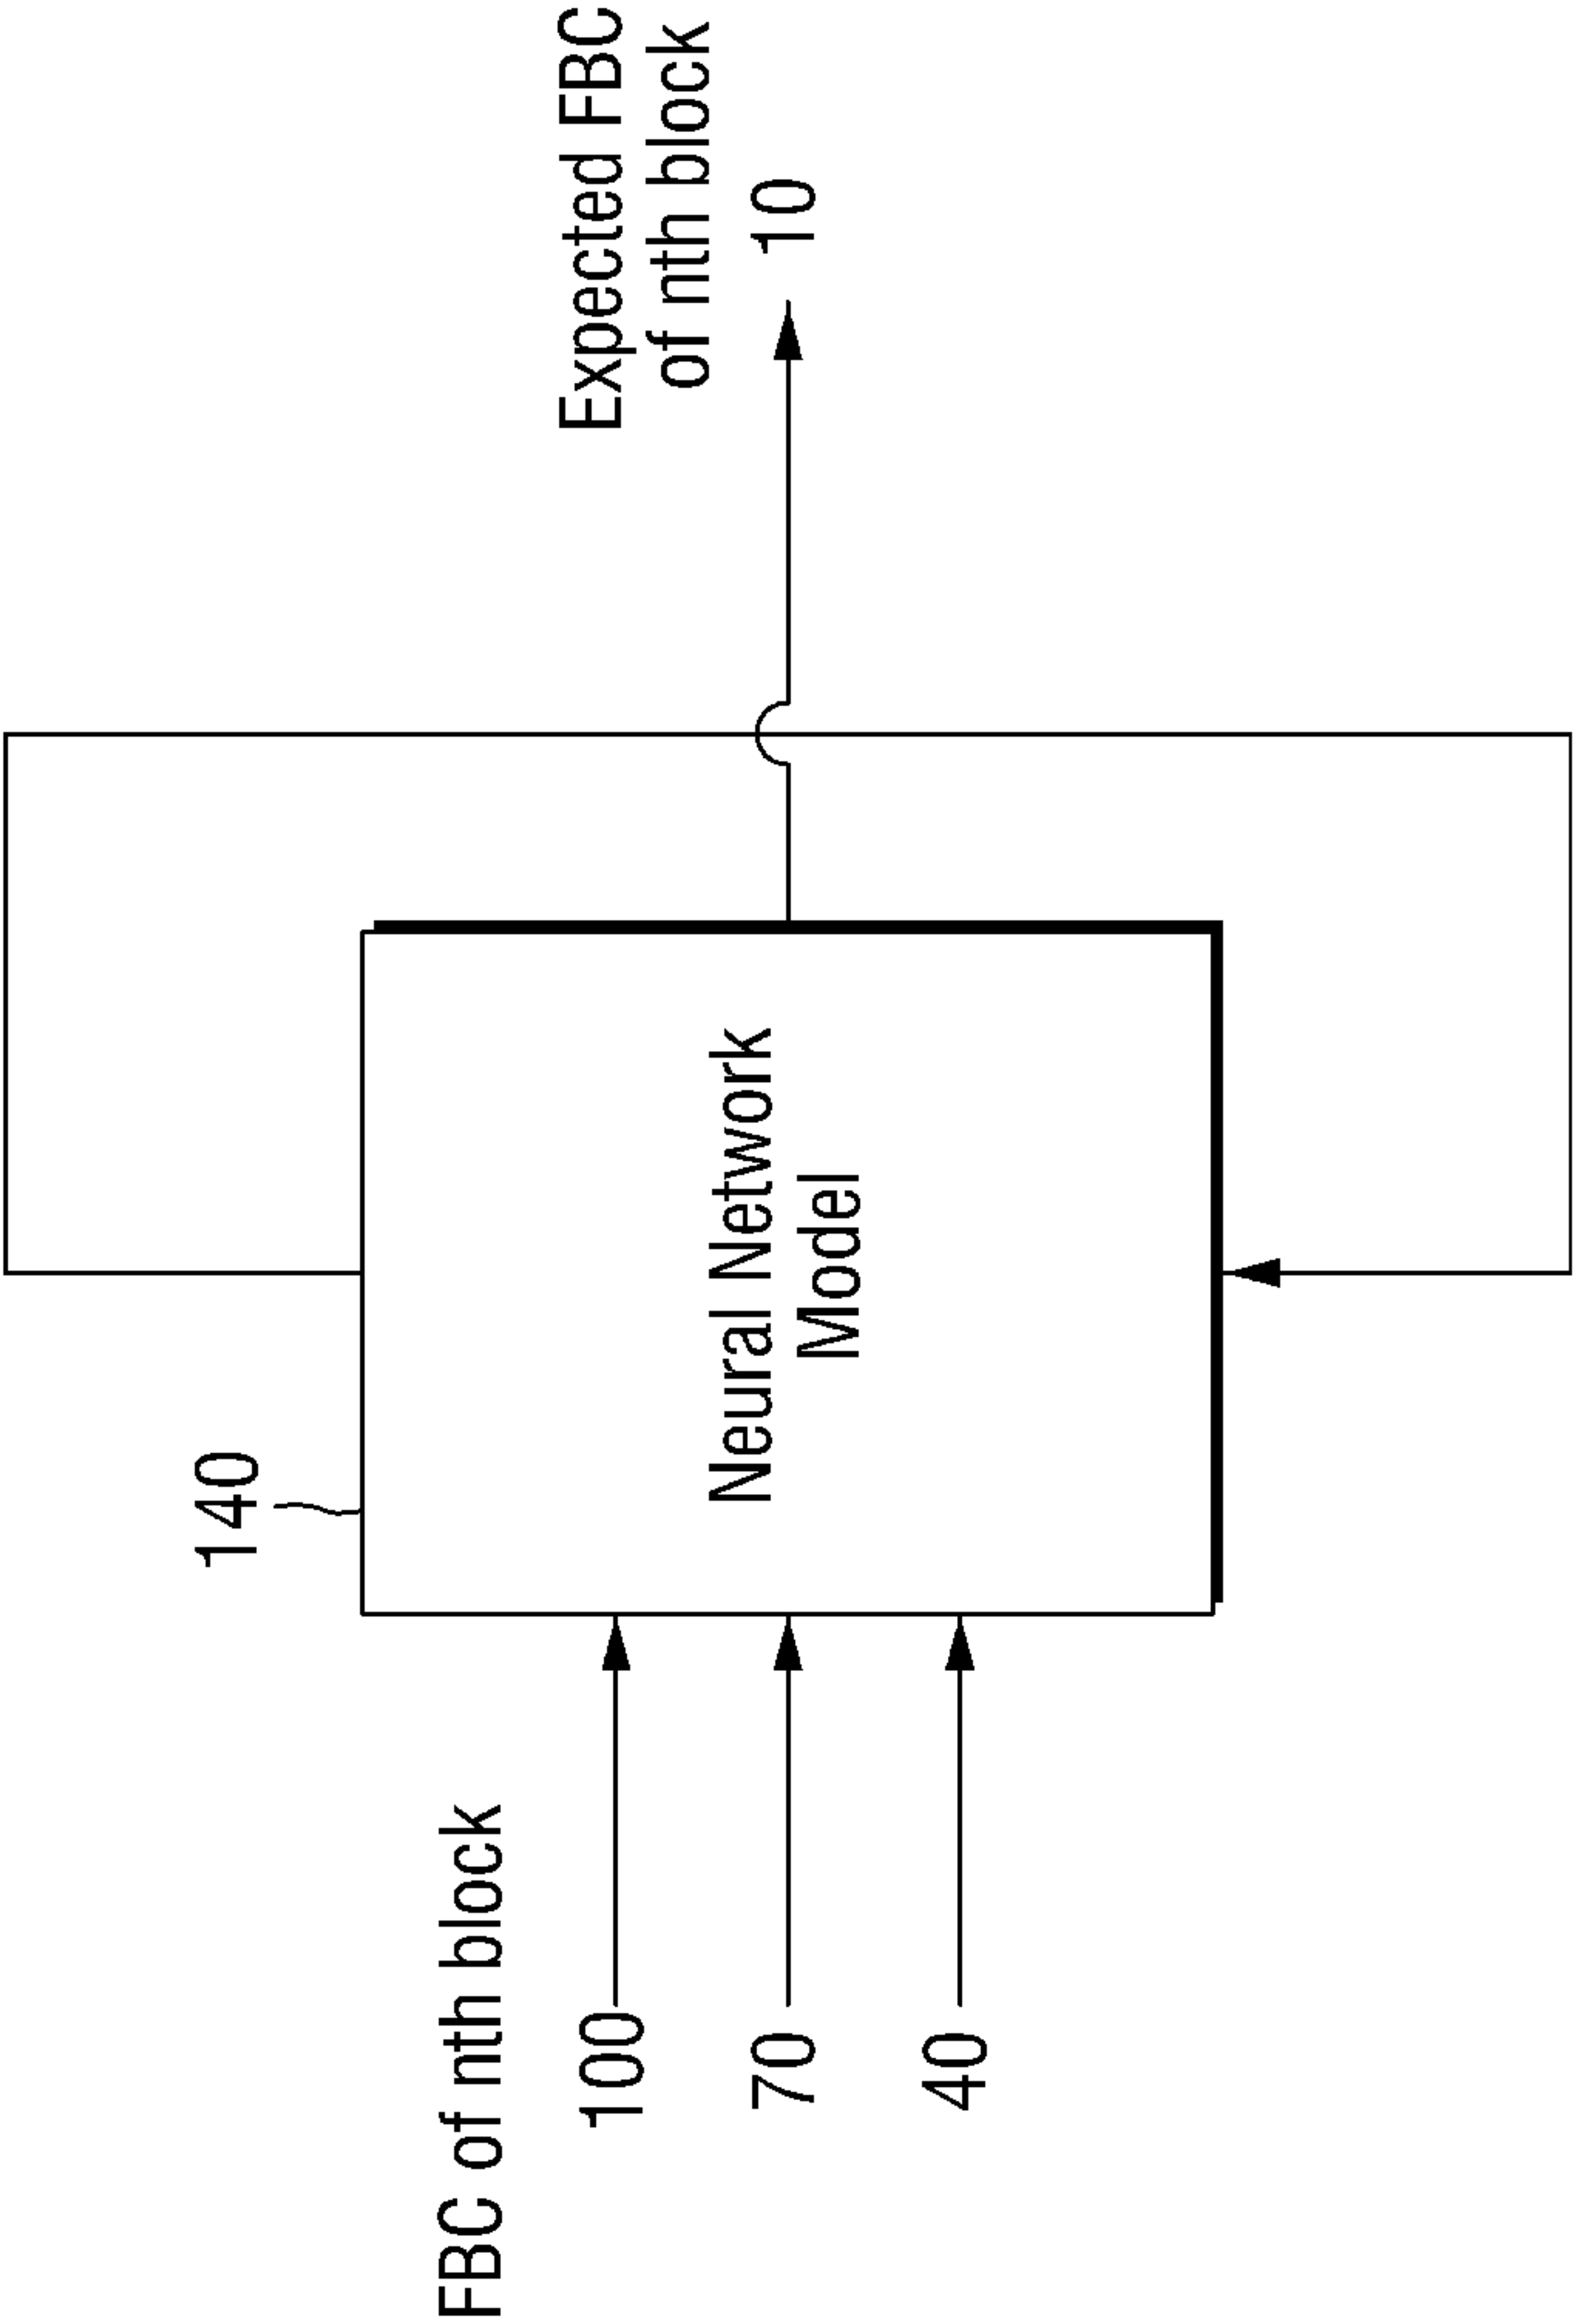 FBC of nth block
100
70
40
140
Neural Network
Model
Expected FBC
of nth block
10